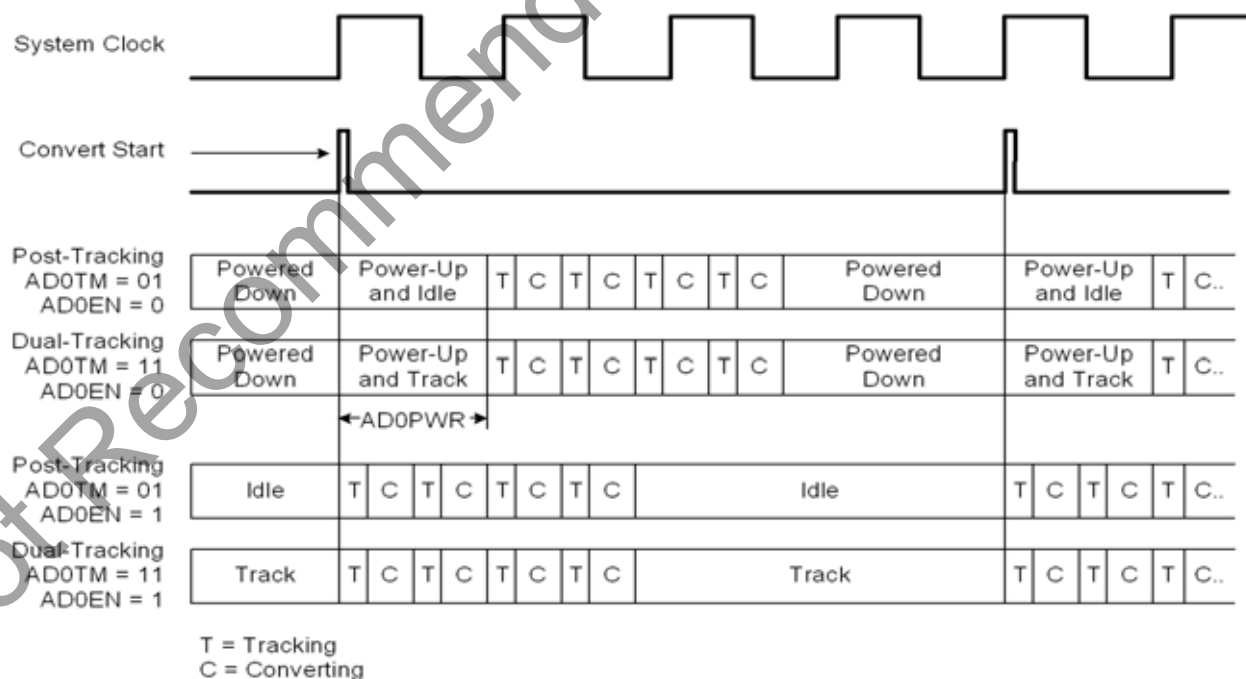 System Clock
Convert Start
Post-Tracking
AD0TM = 01
AD0EN = 0
Powered Down
Power-Up and Idle
T C T C T C T C
Powered Down
Power-Up and Idle
T C..
Dual-Tracking
AD0TM = 11
AD0EN = 0
Powered Down
Power-Up and Track
T C T C T C T C
Powered Down
Power-Up and Track
T C..
AD0PWR
Post-Tracking
AD0TM = 01
AD0EN = 1
Idle
T C T C T C T C
Idle
T C T C T C..
Dual-Tracking
AD0TM = 11
AD0EN = 1
Track
T C T C T C T C
Track
T C T C T C..
T = Tracking
C = Converting
ot Recommen